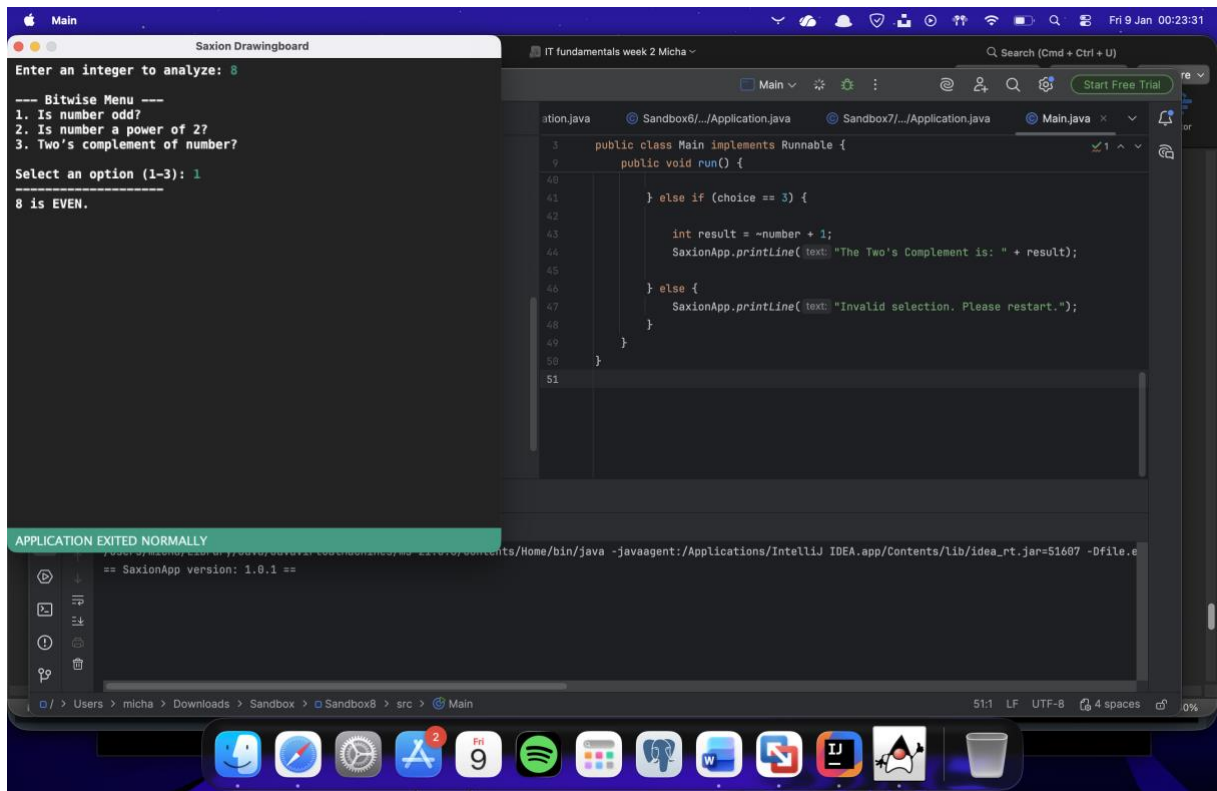 Main
Fri 9 Jan 00:23:31
Saxion Drawingboard
Enter an integer to analyze: 8
--- Bitwise Menu ---
1. Is number odd?
2. Is number a power of 2?
3. Two's complement of number?
Select an option (1-3): 1
--------------------
8 is EVEN.
APPLICATION EXITED NORMALLY
IT fundamentals week 2 Micha
Search (Cmd + Ctrl + U)
Main
Start Free Trial
re
or
ation.java
Sandbox6/.../Application.java
Sandbox7/.../Application.java
Main.java
1
3 public class Main implements Runnable {
9 public void run() {
40
41 } else if (choice == 3) {
42
43 int result = ~number + 1;
44 SaxionApp.printLine( text: "The Two's Complement is: " + result);
45
46 } else {
47 SaxionApp.printLine( text: "Invalid selection. Please restart.");
48 }
49 }
50 }
51
ts/Home/bin/java -javaagent:/Applications/IntelliJ IDEA.app/Contents/lib/idea_rt.jar=51607 -Dfile.e
== SaxionApp version: 1.0.1 ==
/ > Users > micha > Downloads > Sandbox > Sandbox8 > src > Main
51:1 LF UTF-8 4 spaces
0%
2
Fri
9
W
IJ